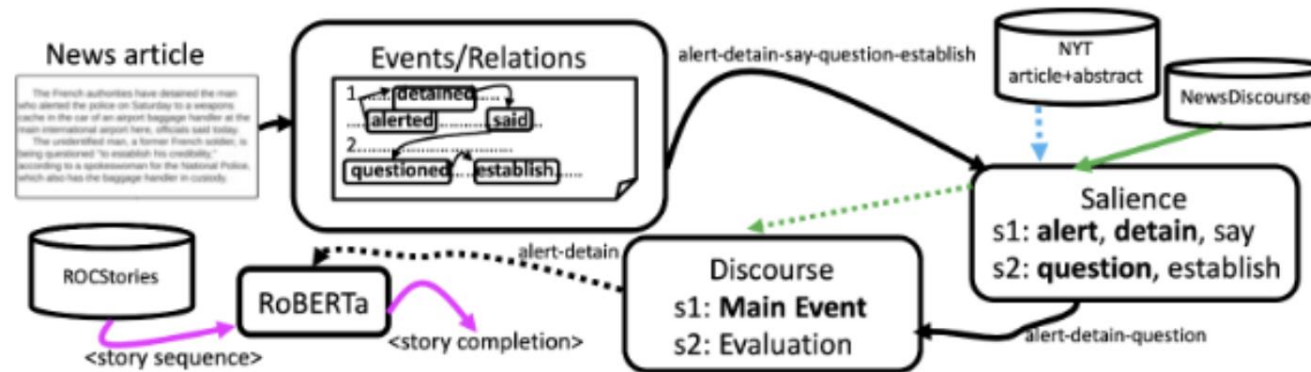 News article
The French authorities have detained the man
who alerted the police on Saturday to a weapons
cache in the car of an airport baggage handler at the
main international airport here, officials said today.
The unidentified man, a former French soldier, is
being questioned "to establish his credibility,"
according to a spokeswoman for the National Police,
which also has the baggage handler in custody.
Events/Relations
1......detained......
......alerted......said......
2......
questioned......establish......
alert-detain-say-question-establish
NYT
article+abstract
NewsDiscourse
Salience
s1: alert, detain, say
s2: question, establish
alert-detain-question
Discourse
s1: Main Event
s2: Evaluation
alert-detain
ROCStories
RoBERTa
<story sequence>
<story completion>